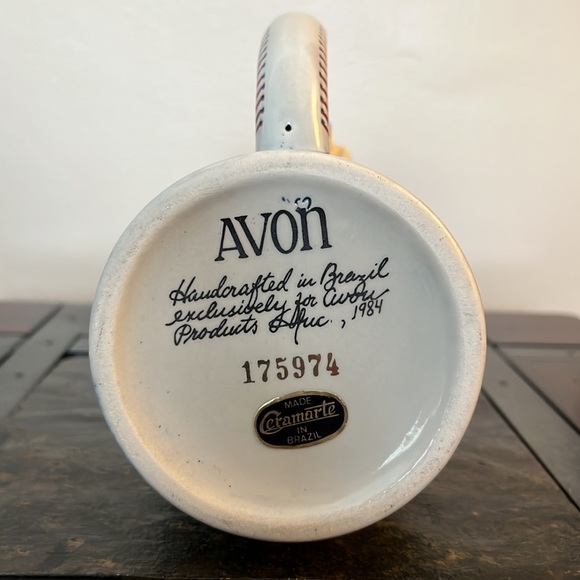 AVON
Handcrafted in Brazil
exclusively for Avon
Products Inc., 1984
175974
MADE
Ceramarte
IN
BRAZIL